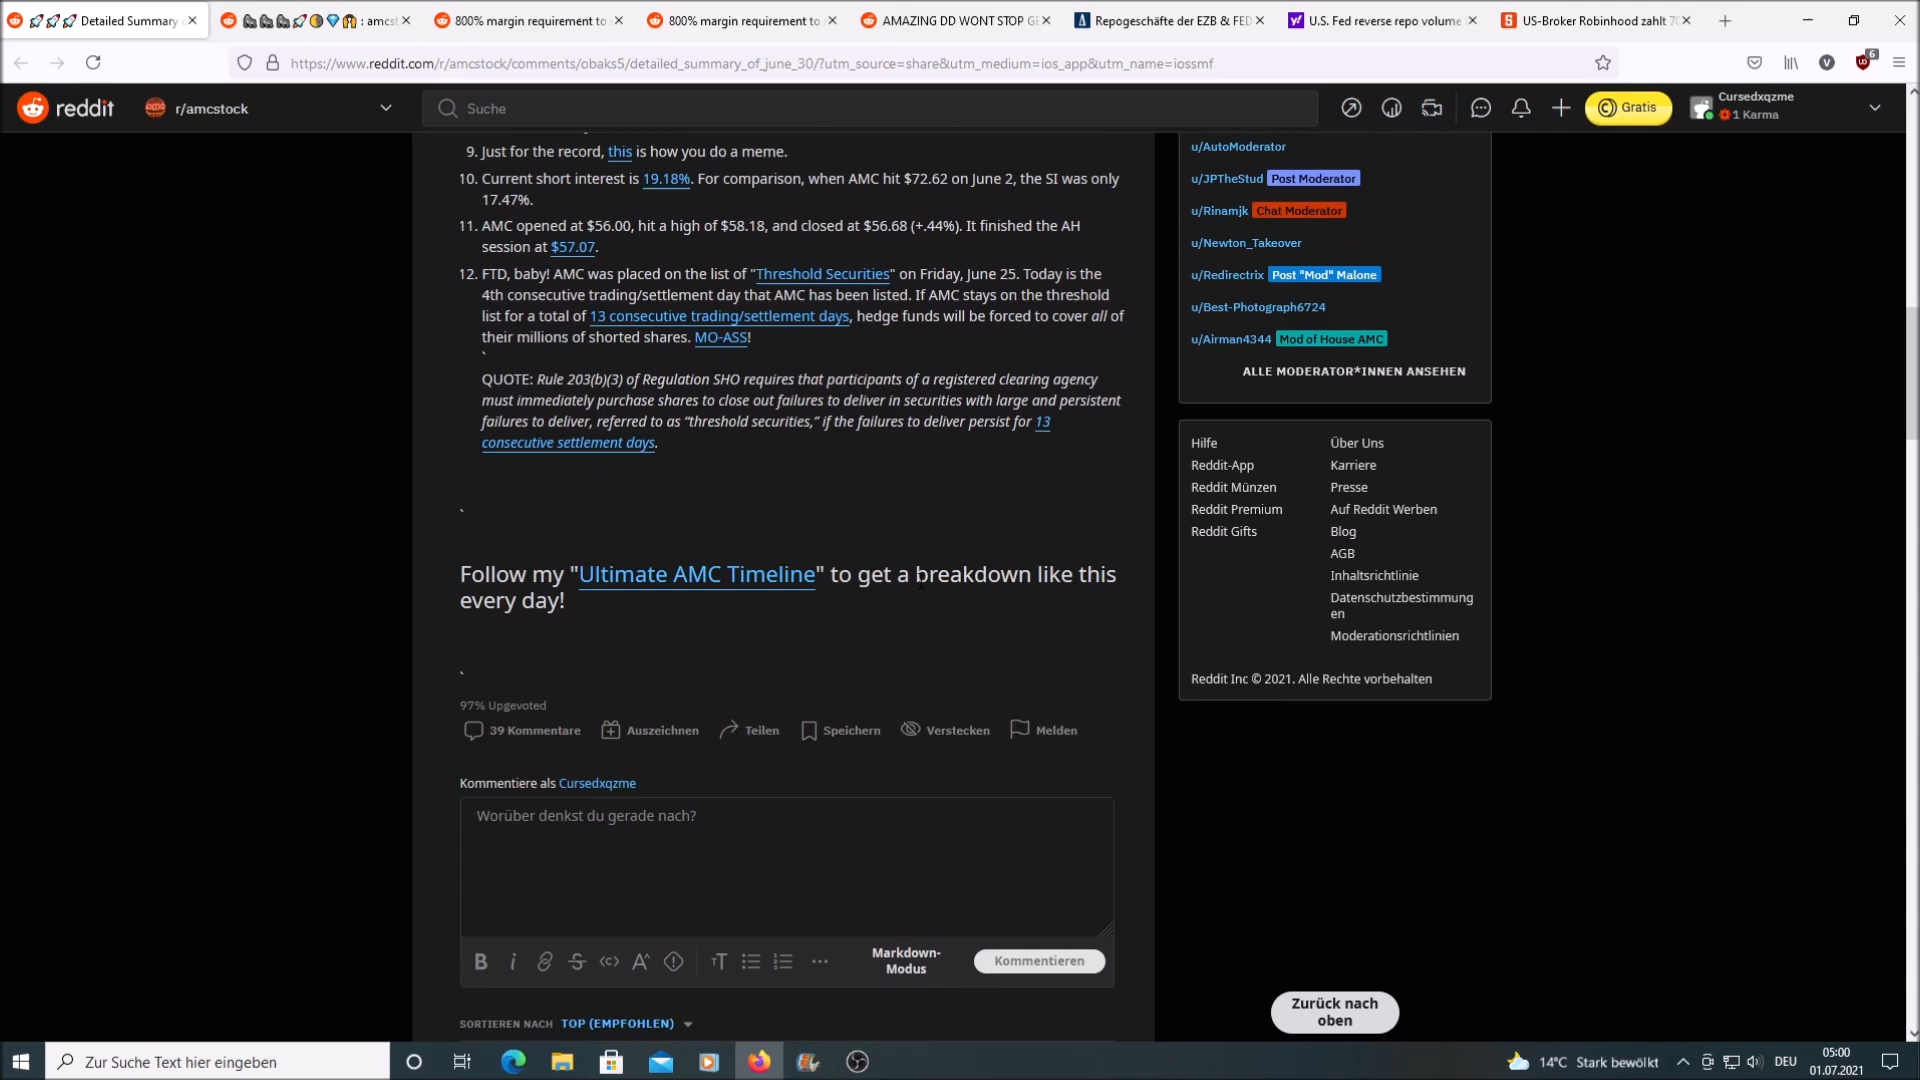 Detailed Summary
: amcst
800% margin requirement to
800% margin requirement to
AMAZING DD WONT STOP GE
Repogeschäfte der EZB & FED
U.S. Fed reverse repo volume
US-Broker Robinhood zahlt 70
https://www.reddit.com/r/amcstock/comments/obaks5/detailed_summary_of_june_30/?utm_source=share&utm_medium=ios_app&utm_name=iossmf
6
reddit
r/amcstock
Suche
Gratis
Cursedxqzme
1 Karma
9. Just for the record, this is how you do a meme.
10. Current short interest is 19.18%. For comparison, when AMC hit $72.62 on June 2, the SI was only
17.47%.
11. AMC opened at $56.00, hit a high of $58.18, and closed at $56.68 (+.44%). It finished the AH
session at $57.07.
12. FTD, baby! AMC was placed on the list of "Threshold Securities" on Friday, June 25. Today is the
4th consecutive trading/settlement day that AMC has been listed. If AMC stays on the threshold
list for a total of 13 consecutive trading/settlement days, hedge funds will be forced to cover all of
their millions of shorted shares. MO-ASS!
`
QUOTE: Rule 203(b)(3) of Regulation SHO requires that participants of a registered clearing agency
must immediately purchase shares to close out failures to deliver in securities with large and persistent
failures to deliver, referred to as “threshold securities,” if the failures to deliver persist for 13
consecutive settlement days.
`
Follow my "Ultimate AMC Timeline" to get a breakdown like this
every day!
`
97% Upgevoted
39 Kommentare
Auszeichnen
Teilen
Speichern
Verstecken
Melden
Kommentiere als Cursedxqzme
Worüber denkst du gerade nach?
Markdown-
Modus
Kommentieren
SORTIEREN NACH TOP (EMPFOHLEN)
u/AutoModerator
u/JPTheStud Post Moderator
u/Rinamjk Chat Moderator
u/Newton_Takeover
u/Redirectrix Post "Mod" Malone
u/Best-Photograph6724
u/Airman4344 Mod of House AMC
ALLE MODERATOR*INNEN ANSEHEN
Hilfe
Reddit-App
Reddit Münzen
Reddit Premium
Reddit Gifts
Über Uns
Karriere
Presse
Auf Reddit Werben
Blog
AGB
Inhaltsrichtlinie
Datenschutzbestimmung
en
Moderationsrichtlinien
Reddit Inc © 2021. Alle Rechte vorbehalten
Zurück nach
oben
Zur Suche Text hier eingeben
14°C Stark bewölkt
DEU
05:00
01.07.2021